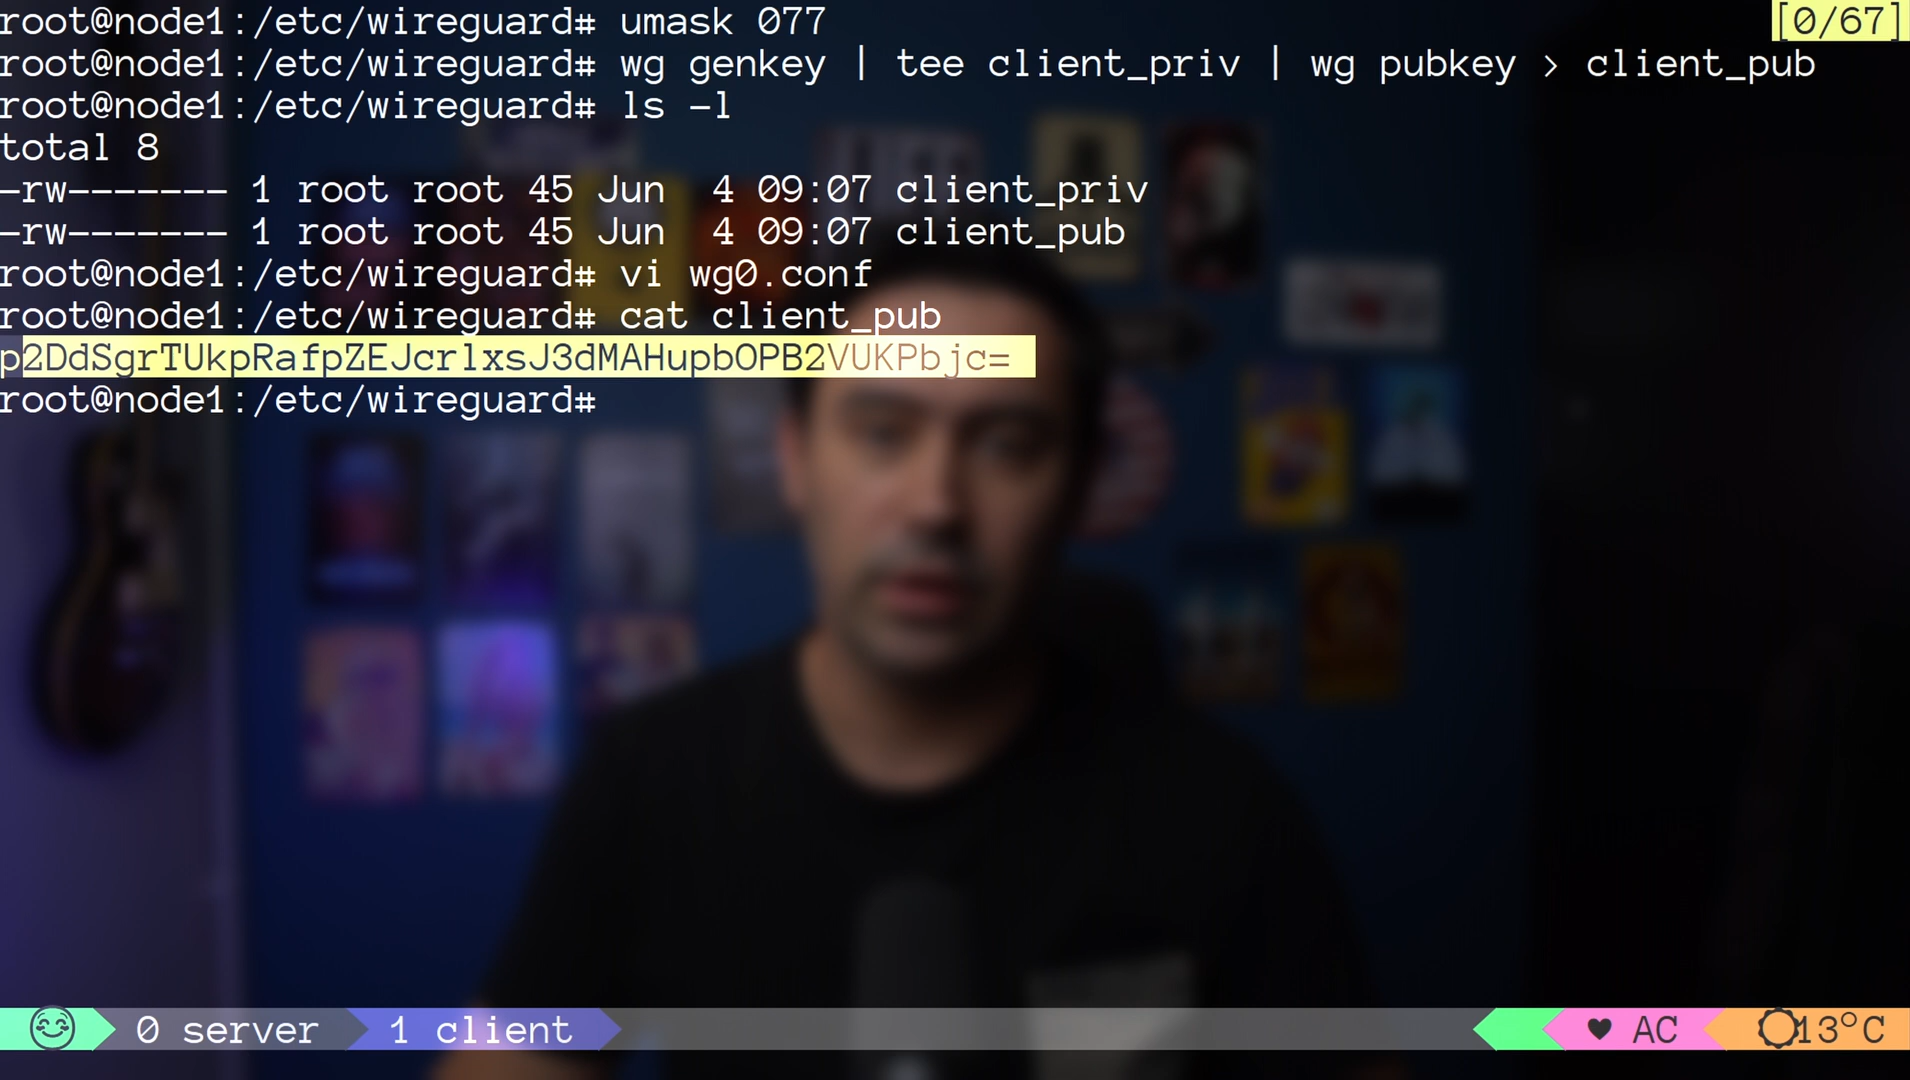 root@node1:/etc/wireguard# umask 077
[0/67]
root@node1:/etc/wireguard# wg genkey | tee client_priv | wg pubkey > client_pub
root@node1:/etc/wireguard# ls -l
total 8
-rw------- 1 root root 45 Jun  4 09:07 client_priv
-rw------- 1 root root 45 Jun  4 09:07 client_pub
root@node1:/etc/wireguard# vi wg0.conf
root@node1:/etc/wireguard# cat client_pub
p2DdSgrTUkpRafpZEJcrlxsJ3dMAHupbOPB2VUKPbjc=
root@node1:/etc/wireguard#
0 server 1 client
♥ AC 13°C